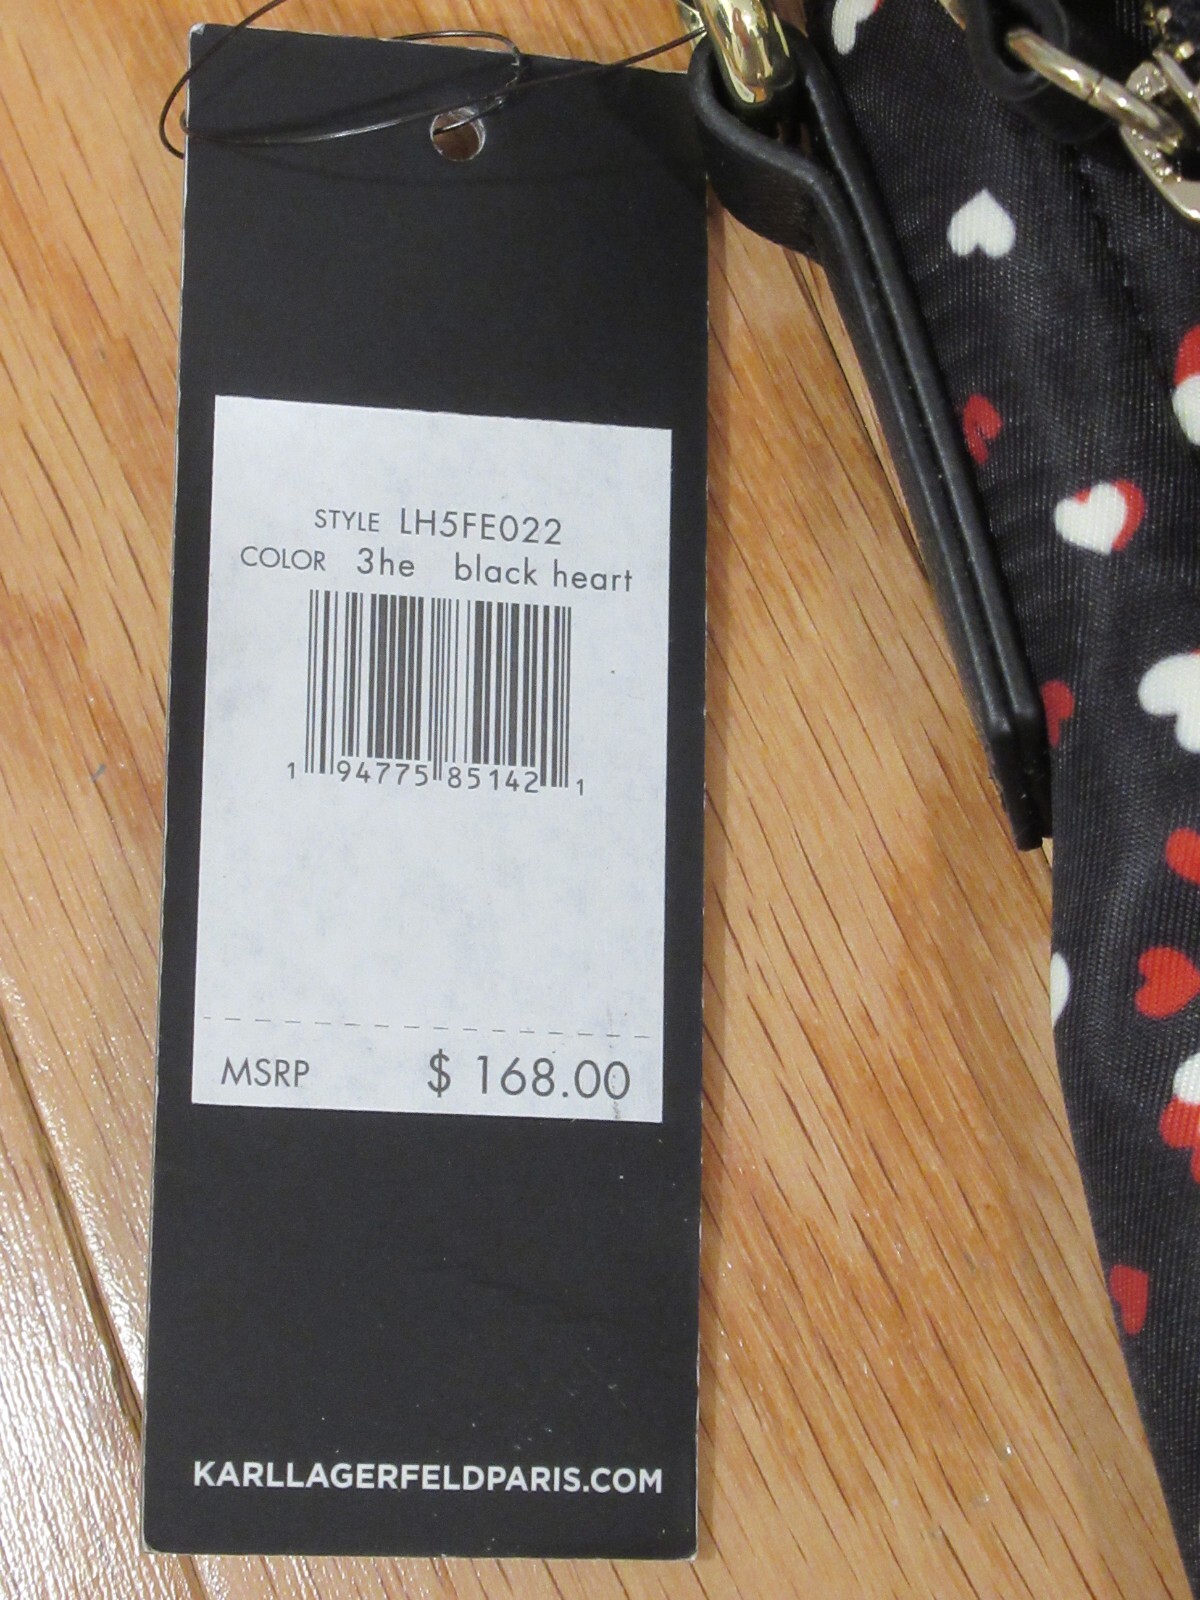 STYLE LH5FE022
COLOR 3he black heart
1 94775 85142 1
MSRP $ 168.00
KARLLAGERFELDPARIS.COM